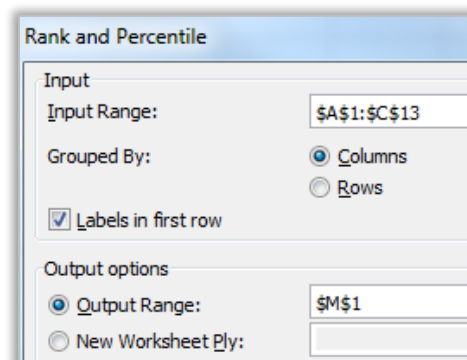 Rank and Percentile
Input
Input Range: $A$1:$C$13
Grouped By: Columns
Rows
Labels in first row
Output options
Output Range: $M$1
New Worksheet Ply: